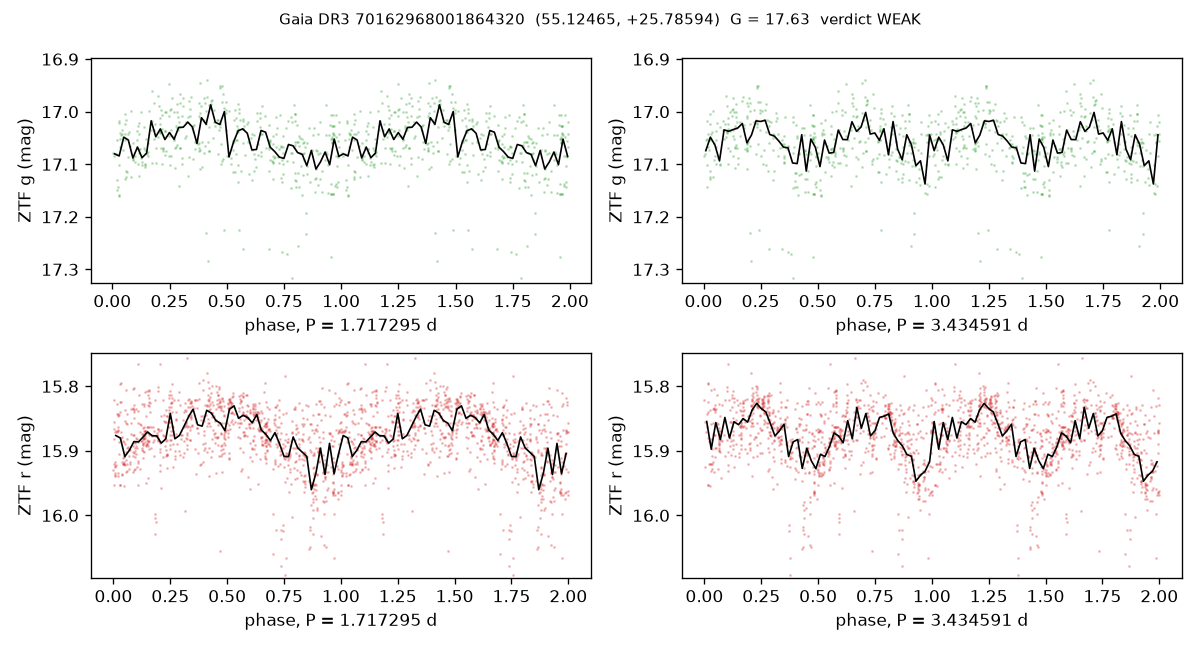 Gaia DR3 70162968001864320 (55.12465, +25.78594) G = 17.63 verdict WEAK
ZTF g (mag)
16.9
17.0
17.1
17.2
17.3
0.00 0.25 0.50 0.75 1.00 1.25 1.50 1.75 2.00
phase, P = 1.717295 d
0.00 0.25 0.50 0.75 1.00 1.25 1.50 1.75 2.00
phase, P = 3.434591 d
ZTF g (mag)
16.9
17.0
17.1
17.2
17.3
ZTF r (mag)
15.8
15.9
16.0
0.00 0.25 0.50 0.75 1.00 1.25 1.50 1.75 2.00
phase, P = 1.717295 d
ZTF r (mag)
15.8
15.9
16.0
0.00 0.25 0.50 0.75 1.00 1.25 1.50 1.75 2.00
phase, P = 3.434591 d